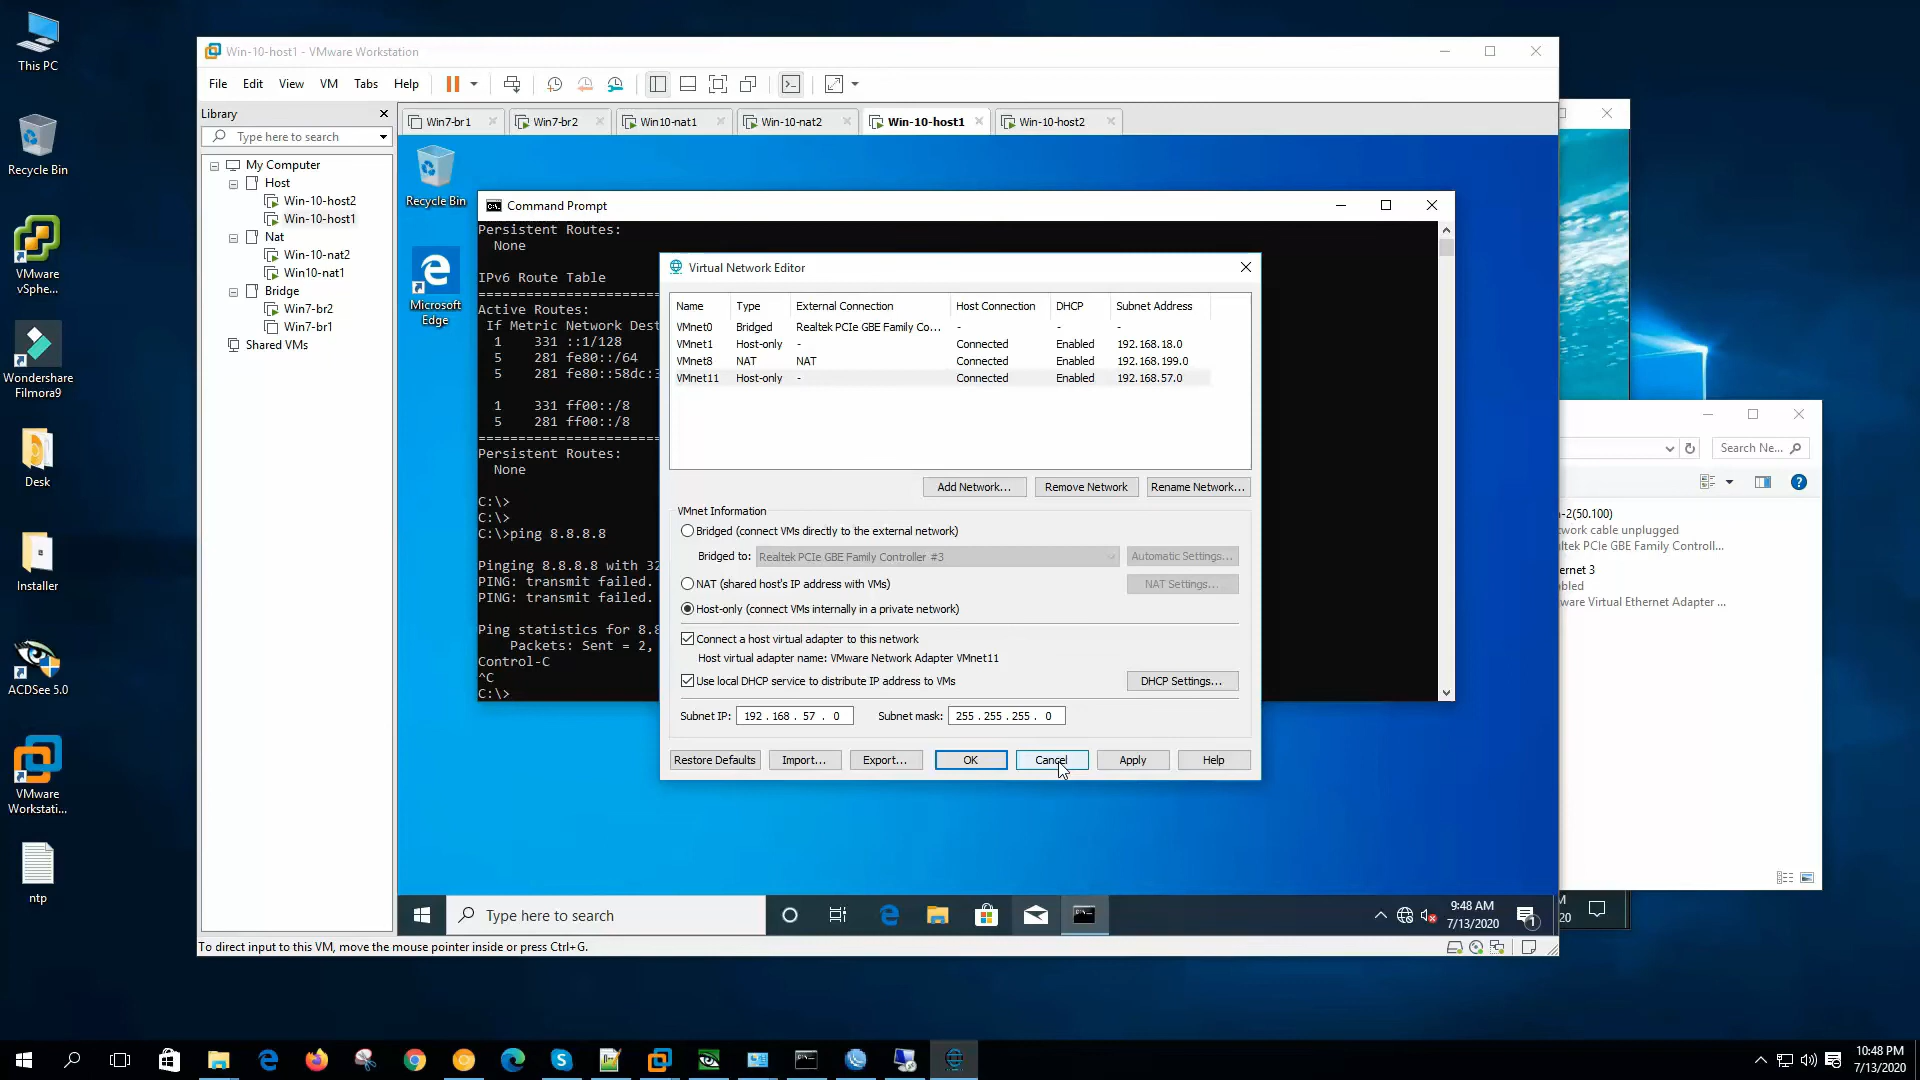 This PC
Recycle Bin
VMware
vSphe...
Wondershare
Filmora9
Desk
Installer
ACDSee 5.0
VMware
Workstati...
ntp
Win-10-host1 - VMware Workstation
File Edit View VM Tabs Help
Library
Type here to search
My Computer
Host
Win-10-host2
Win-10-host1
Nat
Win-10-nat2
Win10-nat1
Bridge
Win7-br2
Win7-br1
Shared VMs
Win7-br1 Win7-br2 Win10-nat1 Win-10-nat2 Win-10-host1 Win-10-host2
Recycle Bin
Microsoft
Edge
Command Prompt
Persistent Routes:
None
IPv6 Route Table
Active Routes:
If Metric Network Dest
1 331 ::1/128
5 281 fe80::/64
5 281 fe80::58dc:
1 331 ff00::/8
5 281 ff00::/8
Persistent Routes:
None
C:\>
C:\>
C:\>ping 8.8.8.8
Pinging 8.8.8.8 with 32
PING: transmit failed.
PING: transmit failed.
Ping statistics for 8.8
Packets: Sent = 2,
Control-C
^C
C:\>
Virtual Network Editor
Name Type External Connection Host Connection DHCP Subnet Address
VMnet0 Bridged Realtek PCIe GBE Family Co... - - -
VMnet1 Host-only - Connected Enabled 192.168.18.0
VMnet8 NAT NAT Connected Enabled 192.168.199.0
VMnet11 Host-only - Connected Enabled 192.168.57.0
Add Network... Remove Network Rename Network...
VMnet Information
Bridged (connect VMs directly to the external network)
Bridged to: Realtek PCIe GBE Family Controller #3 Automatic Settings...
NAT (shared host's IP address with VMs) NAT Settings...
Host-only (connect VMs internally in a private network)
Connect a host virtual adapter to this network
Host virtual adapter name: VMware Network Adapter VMnet11
Use local DHCP service to distribute IP address to VMs DHCP Settings...
Subnet IP: 192 . 168 . 57 . 0 Subnet mask: 255 . 255 . 255 . 0
Restore Defaults Import... Export... OK Cancel Apply Help
Type here to search
9:48 AM
7/13/2020
1
To direct input to this VM, move the mouse pointer inside or press Ctrl+G.
Search Ne...
-2(50.100)
work cable unplugged
ltek PCIe GBE Family Controll...
ernet 3
bled
ware Virtual Ethernet Adapter ...
M
20
10:48 PM
7/13/2020